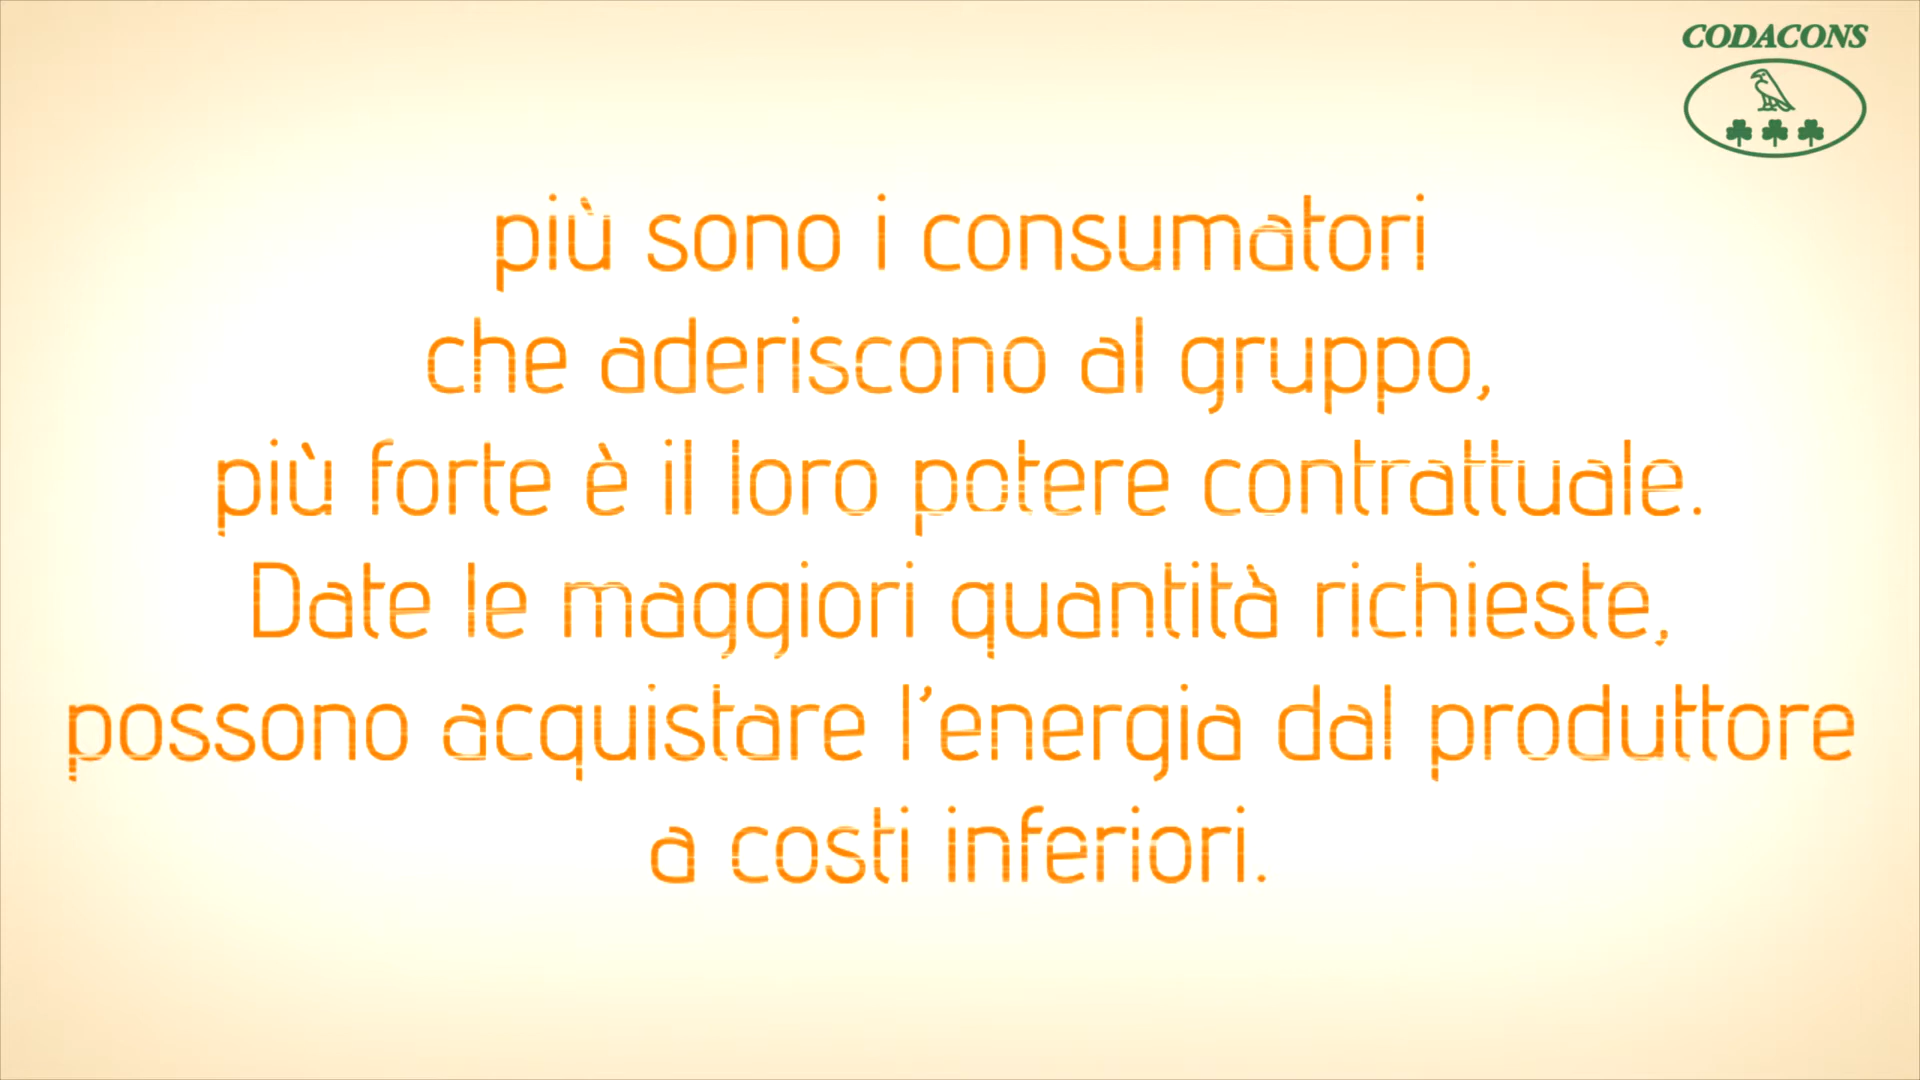 CODACONS
più sono i consumatori
che aderiscono al gruppo,
più forte è il loro potere contrattuale.
Date le maggiori quantità richieste,
possono acquistare l'energia dal produttore
a costi inferiori.